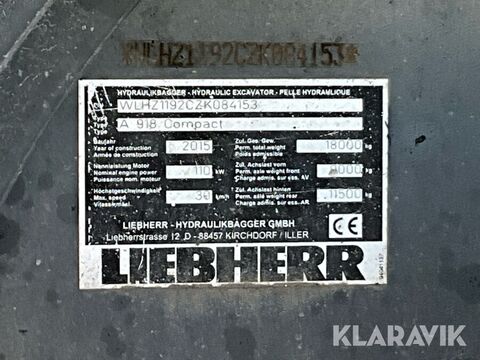 *WLHZ1192CZK084153*
HYDRAULIKBAGGER - HYDRAULIC EXCAVATOR - PELLE HYDRAULIQUE
WLHZ1192CZK084153
Type A 918 Compact
Type
Baujahr
Year of construction 2015
Année de construction
Zul. Ges. Gew.
Perm. total weight 18000 kg
Poids admissible
Nennleistung Motor
Nominal engine power 110 kW
Puissance nom. moteur
Zul. Achslast vorn
Perm. axle weight front kg
Charge admis. sur ess. AV
Höchstgeschwindigkeit
Max. speed 30 km/h
Vitesse maxi.
Zul. Achslast hinten
Perm. axle weight rear 11500 kg
Charge admis. sur ess. AR
LIEBHERR - HYDRAULIKBAGGER GMBH
Liebherrstrasse 12 ,D - 88457 KIRCHDORF / ILLER
CE
LIEBHERR
KLARAVIK